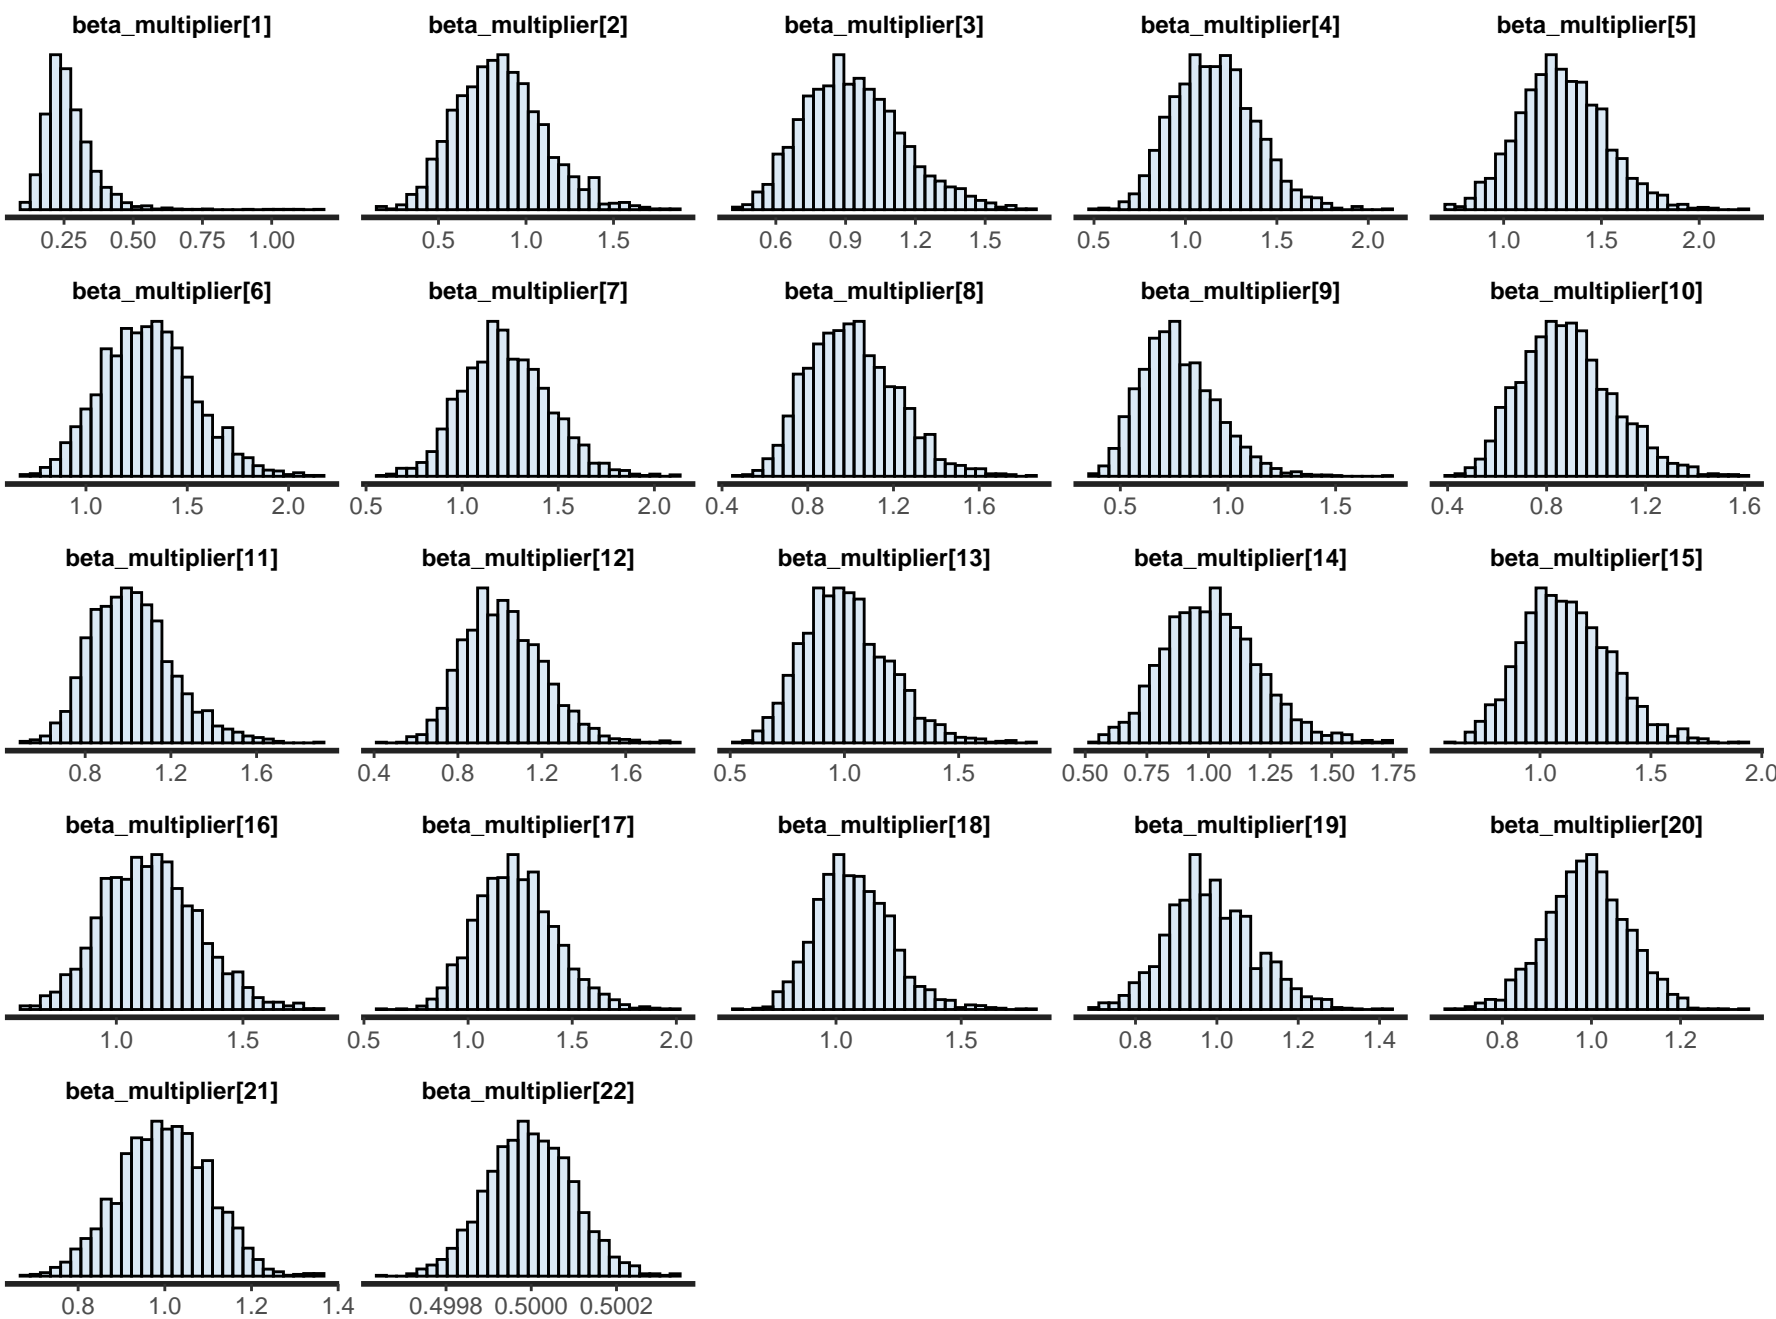 beta_multiplier[1] beta_multiplier[2] beta_multiplier[3] beta_multiplier[4] beta_multiplier[5]
0.25 0.50 0.75 1.00 0.5 1.0 1.5 0.6 0.9 1.2 1.5 0.5 1.0 1.5 2.0 1.0 1.5 2.0
beta_multiplier[6] beta_multiplier[7] beta_multiplier[8] beta_multiplier[9] beta_multiplier[10]
1.0 1.5 2.0 0.5 1.0 1.5 2.0 0.4 0.8 1.2 1.6 0.5 1.0 1.5 0.4 0.8 1.2 1.6
beta_multiplier[11] beta_multiplier[12] beta_multiplier[13] beta_multiplier[14] beta_multiplier[15]
0.8 1.2 1.6 0.4 0.8 1.2 1.6 0.5 1.0 1.5 0.50 0.75 1.00 1.25 1.50 1.75 1.0 1.5 2.0
beta_multiplier[16] beta_multiplier[17] beta_multiplier[18] beta_multiplier[19] beta_multiplier[20]
1.0 1.5 0.5 1.0 1.5 2.0 1.0 1.5 0.8 1.0 1.2 1.4 0.8 1.0 1.2
beta_multiplier[21] beta_multiplier[22]
0.8 1.0 1.2 1.4 0.4998 0.5000 0.5002